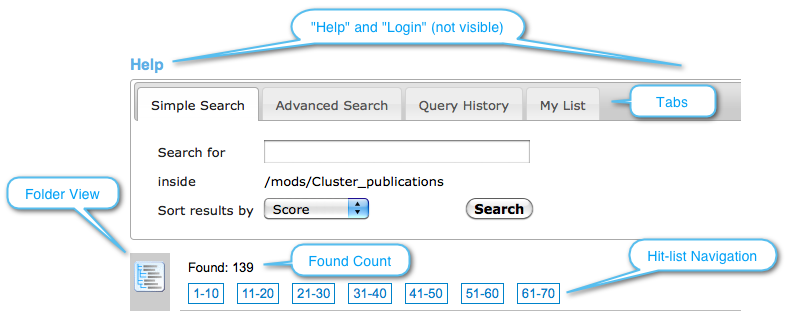 "Help" and "Login" (not visible)
Help
Simple Search
Advanced Search
Query History
My List
Tabs
Search for
inside
/mods/Cluster_publications
Folder View
Sort results by
Score
Search
Found: 139
Found Count
Hit-list Navigation
1-10
11-20
21-30
31-40
41-50
51-60
61-70